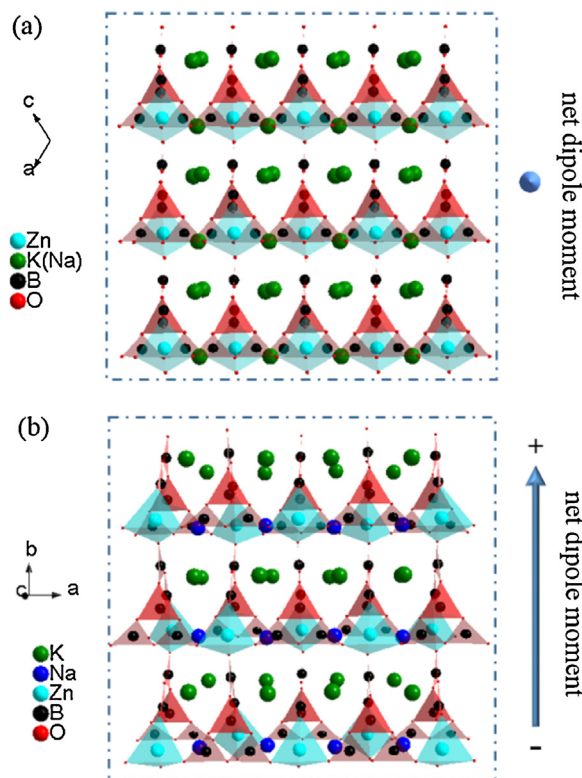 (a)
c
a
Zn
K(Na)
B
O
net dipole moment
(b)
b
c
a
K
Na
Zn
B
O
+
net dipole moment
-